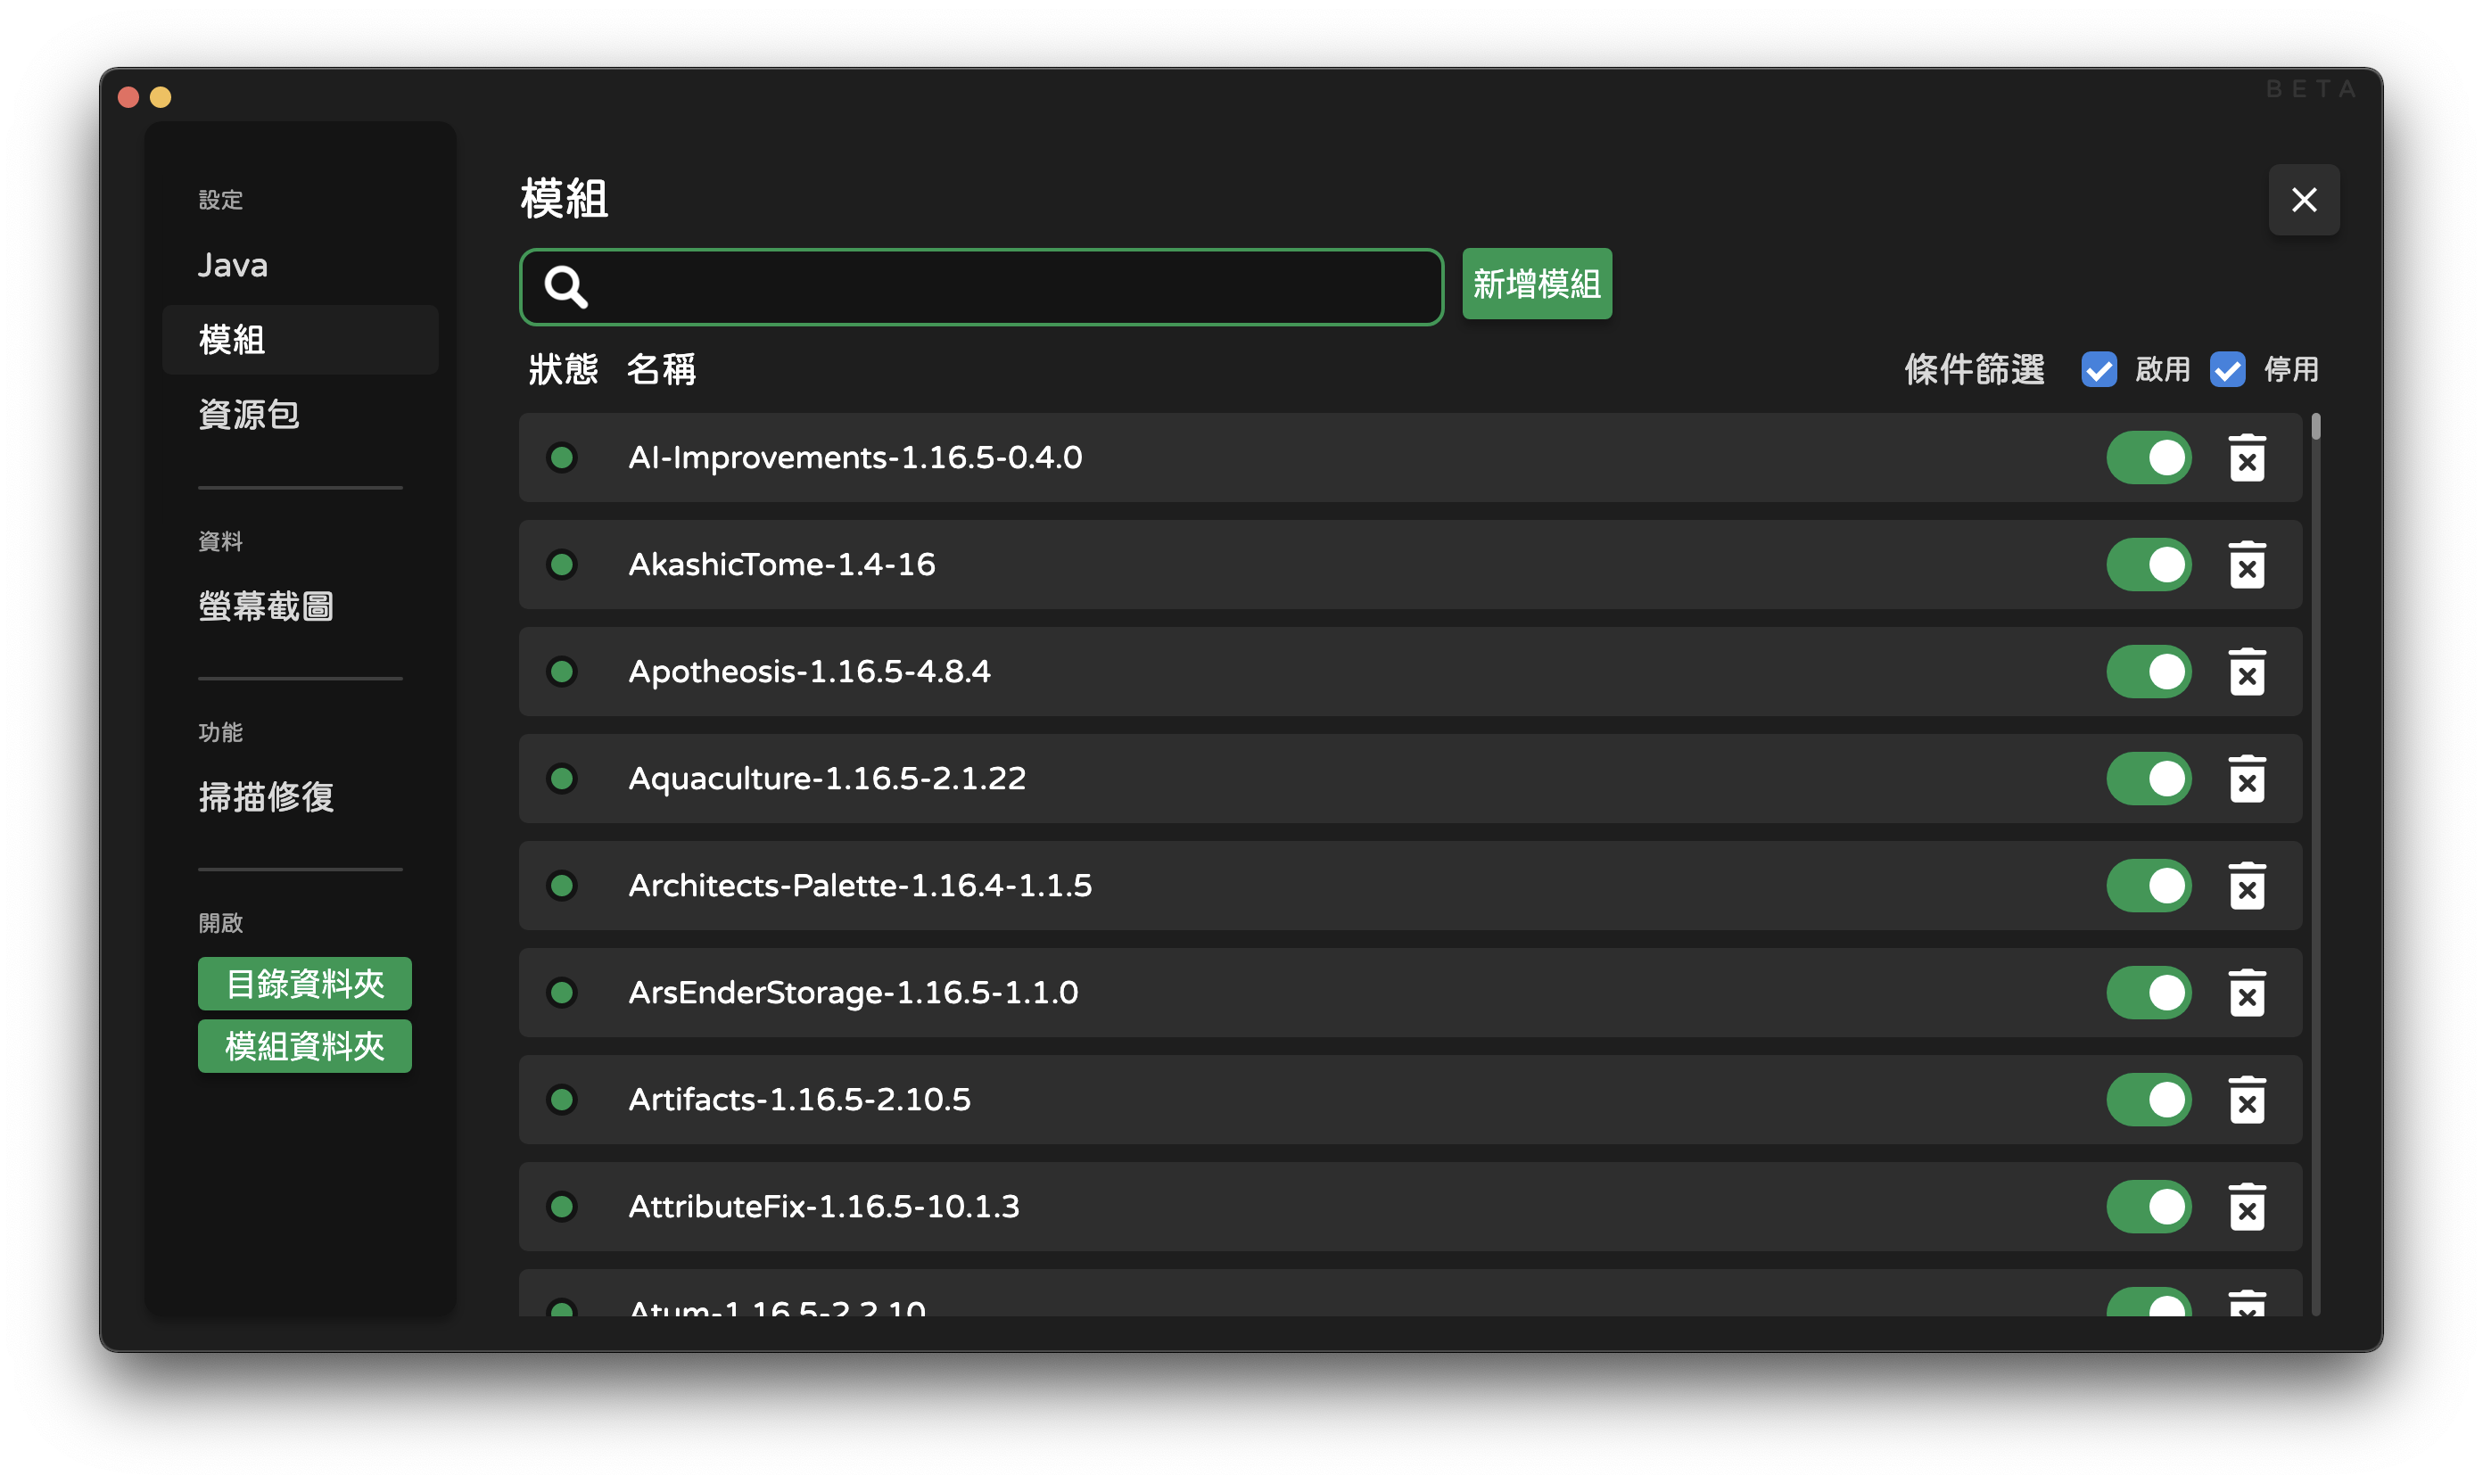 BETA
設定
Java
模組
資源包
資料
螢幕截圖
功能
掃描修復
開啟
目錄資料夾
模組資料夾
模組
新增模組
狀態 名稱 條件篩選 啟用 停用
AI-Improvements-1.16.5-0.4.0
AkashicTome-1.4-16
Apotheosis-1.16.5-4.8.4
Aquaculture-1.16.5-2.1.22
Architects-Palette-1.16.4-1.1.5
ArsEnderStorage-1.16.5-1.1.0
Artifacts-1.16.5-2.10.5
AttributeFix-1.16.5-10.1.3
Atum-1.16.5-2.2.10